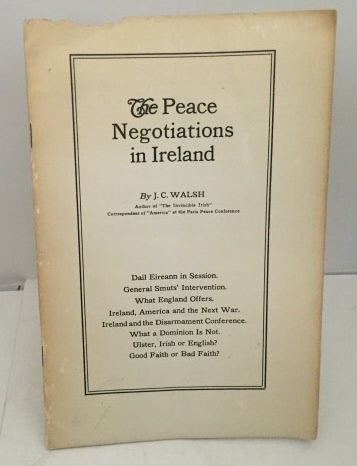 The Peace
Negotiations
in Ireland
By J. C. WALSH
Author of "The Invincible Irish"
Correspondent of "America" at the Paris Peace Conference
Dail Eireann in Session.
General Smuts' Intervention.
What England Offers.
Ireland, America and the Next War.
Ireland and the Disarmament Conference.
What a Dominion Is Not.
Ulster, Irish or English?
Good Faith or Bad Faith?